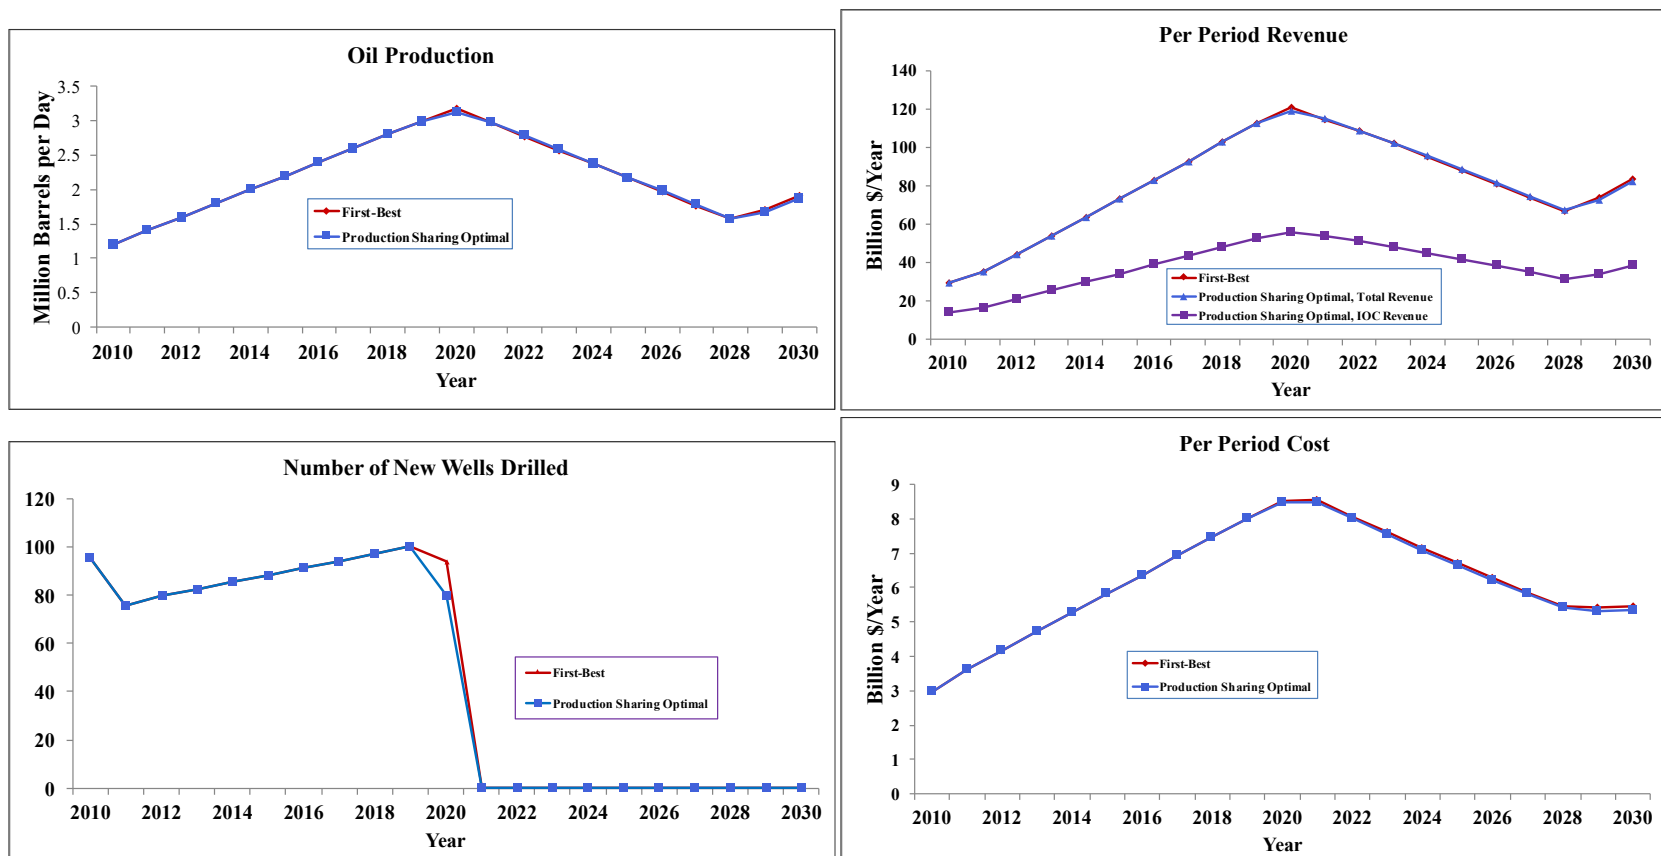 Oil Production
Million Barrels per Day
3.5
3
2.5
2
1.5
1
0.5
0
First-Best
Production Sharing Optimal
2010 2012 2014 2016 2018 2020 2022 2024 2026 2028 2030
Year
Per Period Revenue
Billion $/Year
140
120
100
80
60
40
20
0
First-Best
Production Sharing Optimal, Total Revenue
Production Sharing Optimal, IOC Revenue
2010 2012 2014 2016 2018 2020 2022 2024 2026 2028 2030
Year
Number of New Wells Drilled
120
100
80
60
40
20
0
First-Best
Production Sharing Optimal
2010 2012 2014 2016 2018 2020 2022 2024 2026 2028 2030
Year
Per Period Cost
Billion $/Year
9
8
7
6
5
4
3
2
1
0
First-Best
Production Sharing Optimal
2010 2012 2014 2016 2018 2020 2022 2024 2026 2028 2030
Year